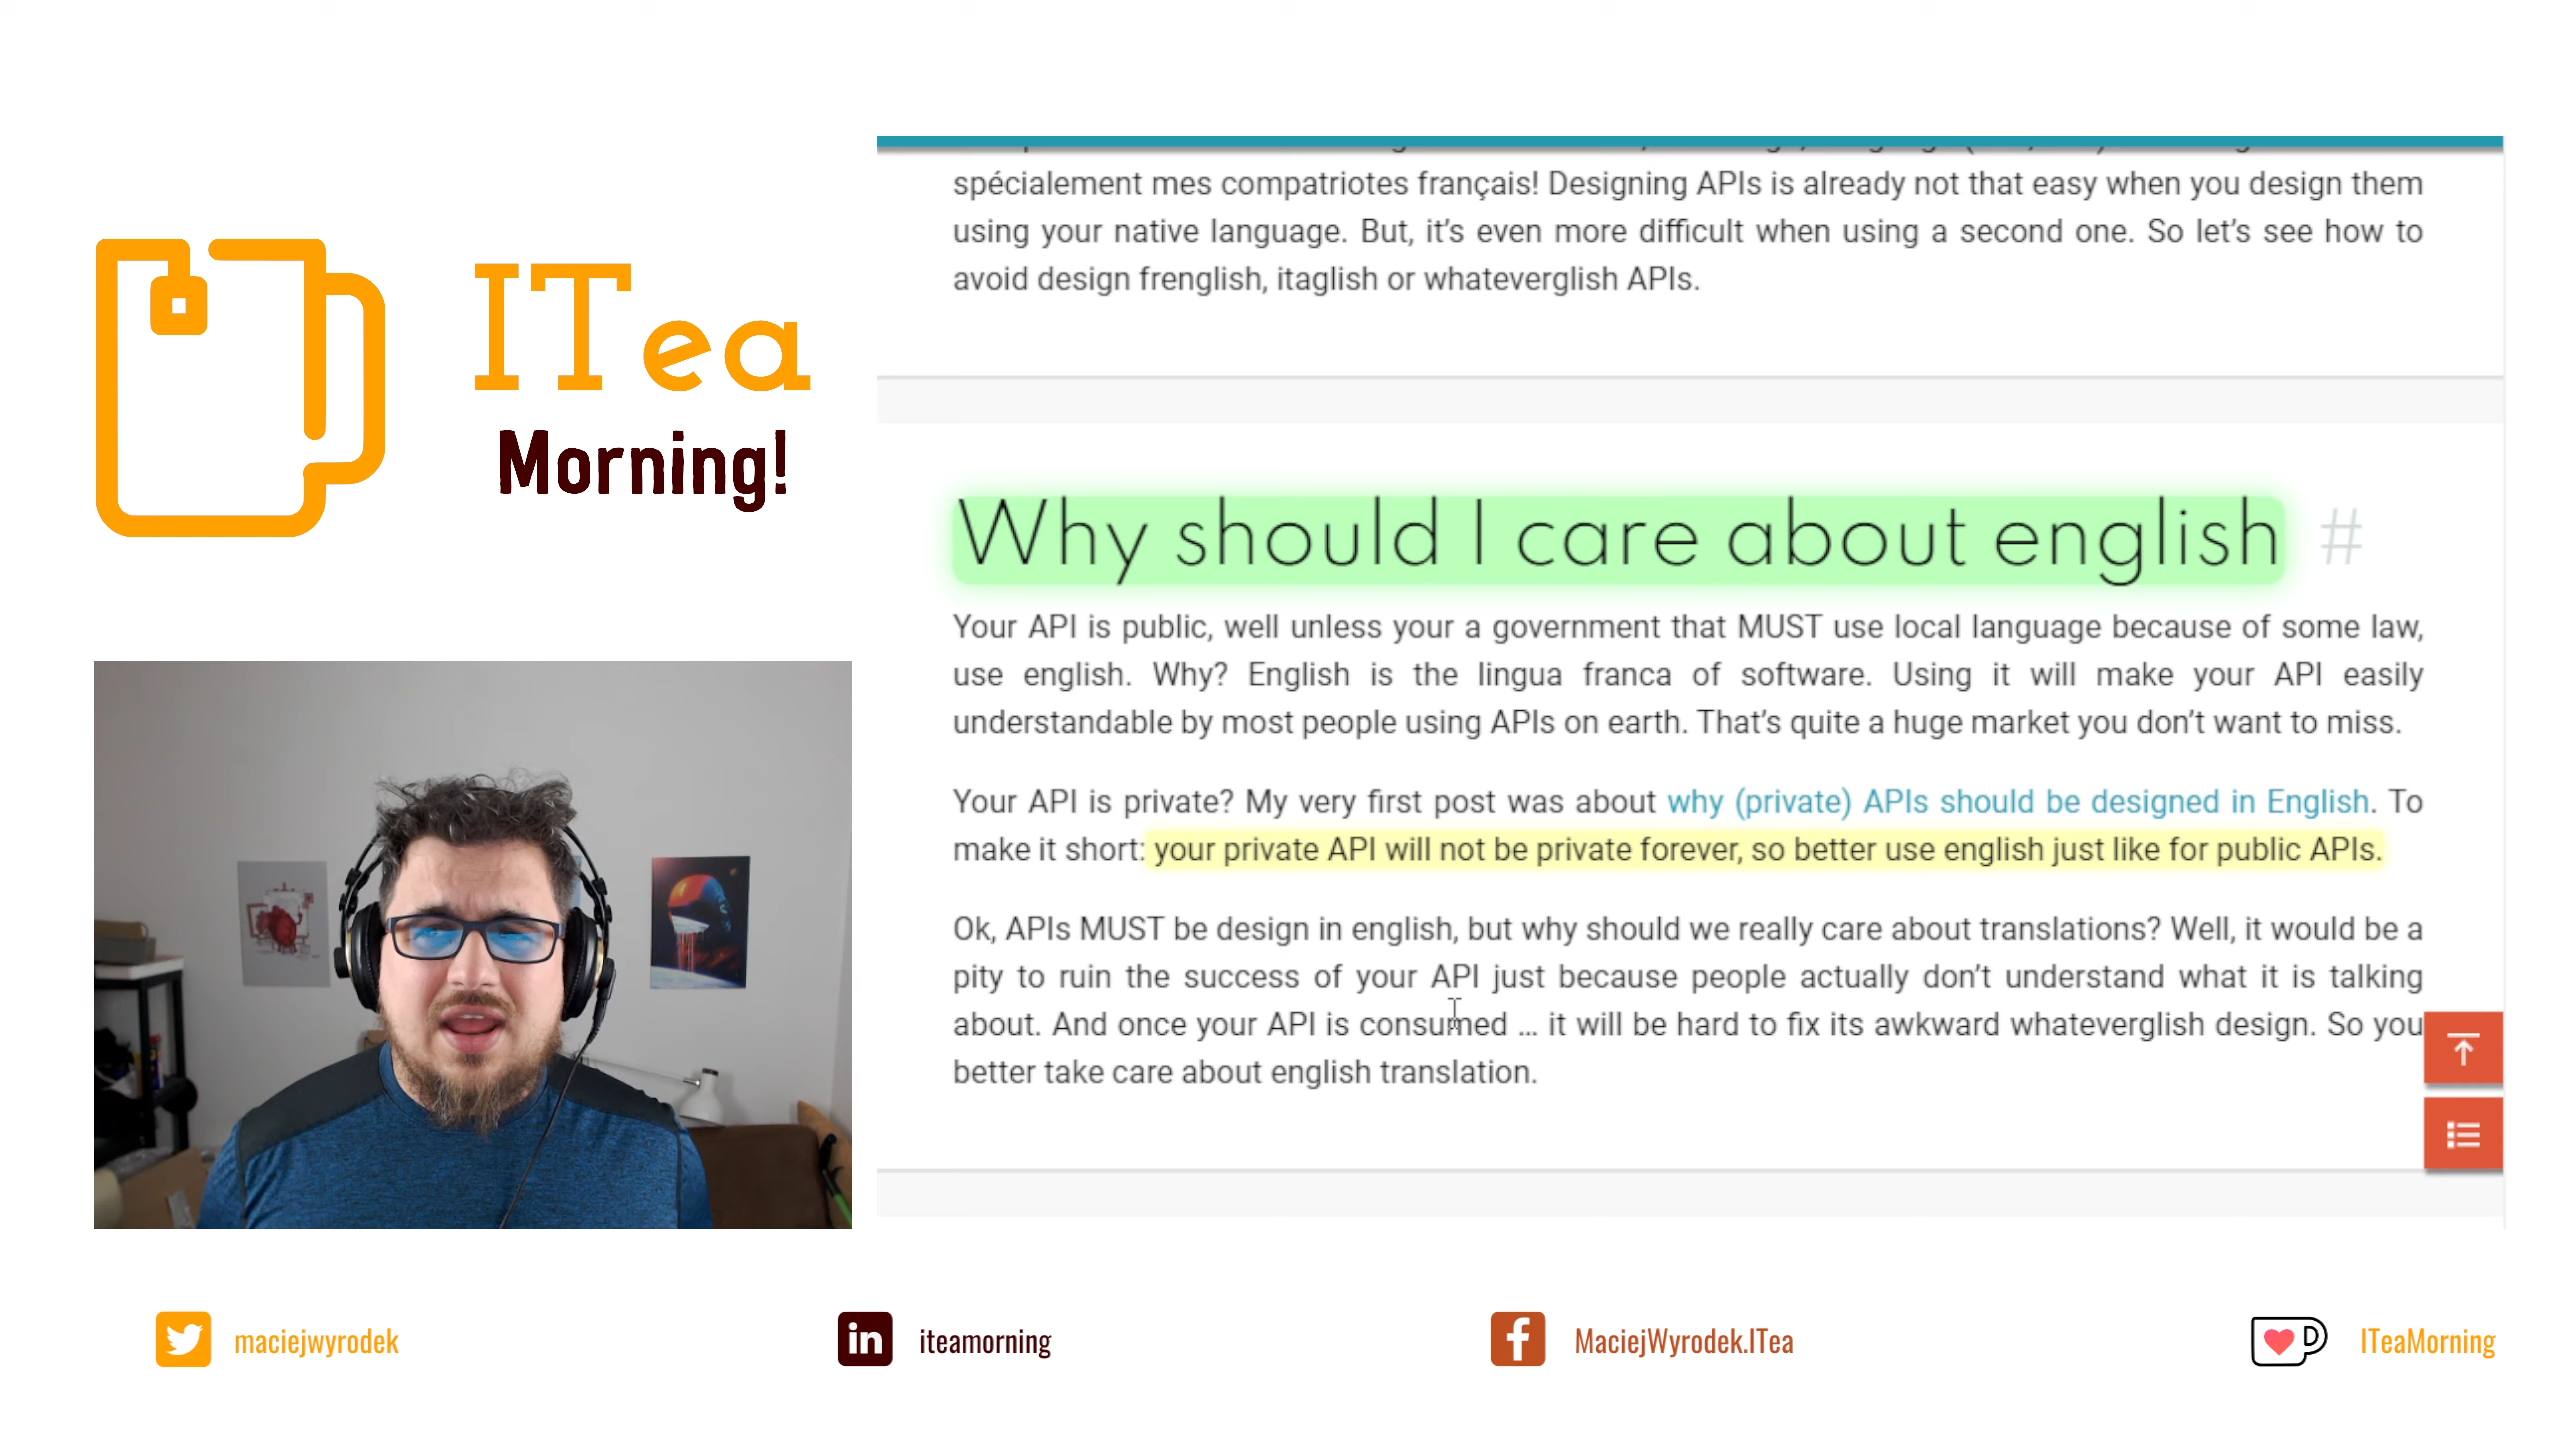 ITea
Morning!
spécialement mes compatriotes français! Designing APIs is already not that easy when you design them
using your native language. But, it’s even more difficult when using a second one. So let’s see how to
avoid design frenglish, itaglish or whateverglish APIs.
Why should I care about english #
Your API is public, well unless your a government that MUST use local language because of some law,
use english. Why? English is the lingua franca of software. Using it will make your API easily
understandable by most people using APIs on earth. That’s quite a huge market you don’t want to miss.
Your API is private? My very first post was about why (private) APIs should be designed in English. To
make it short: your private API will not be private forever, so better use english just like for public APIs.
Ok, APIs MUST be design in english, but why should we really care about translations? Well, it would be a
pity to ruin the success of your API just because people actually don’t understand what it is talking
about. And once your API is consumed ... it will be hard to fix its awkward whateverglish design. So you
better take care about english translation.
maciejwyrodek
in iteamorning
f MaciejWyrodek.ITea
ITeaMorning